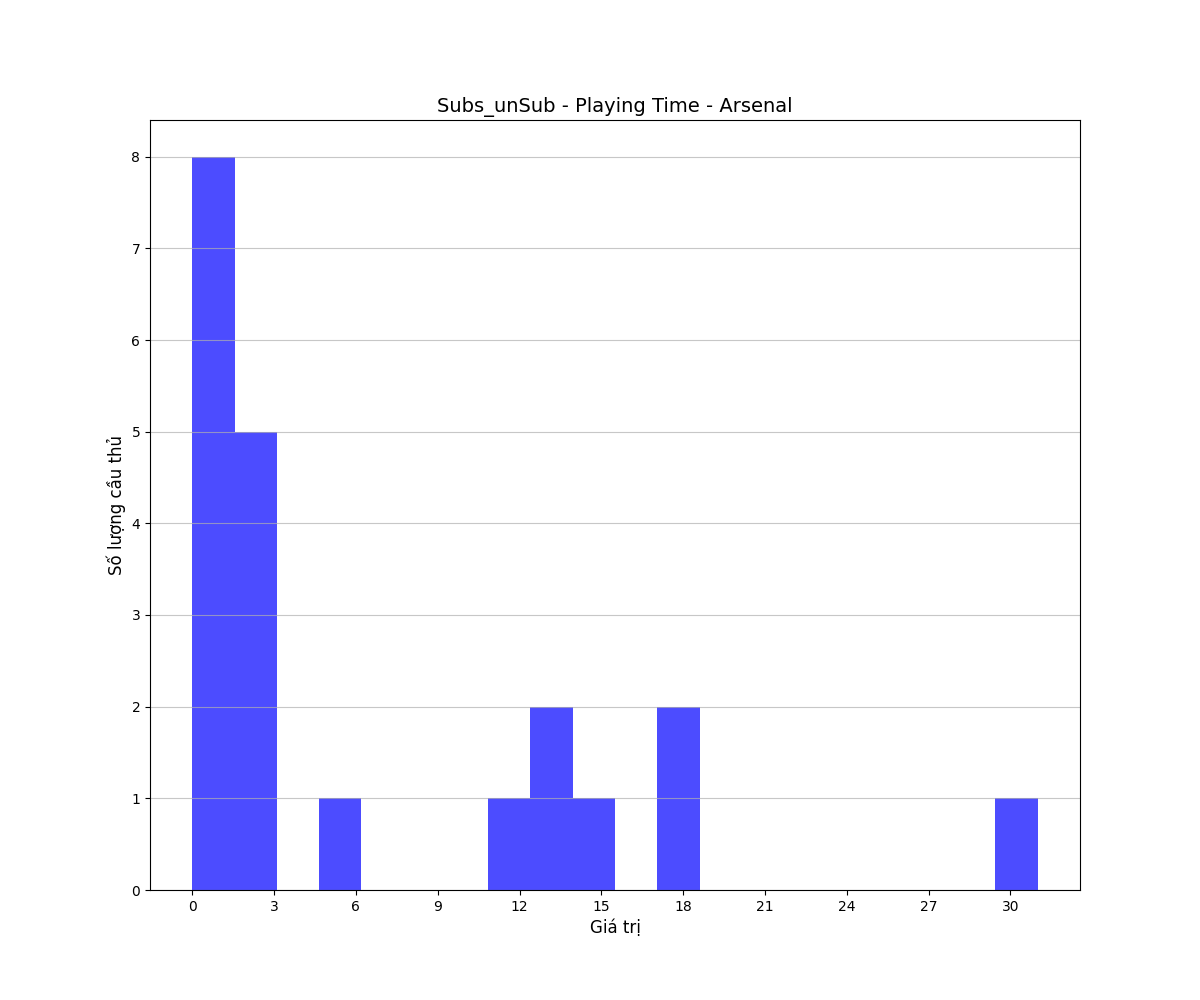 Subs_unSub - Playing Time - Arsenal
8
7
6
5
4
3
2
1
0
Số lượng cầu thủ
0 3 6 9 12 15 18 21 24 27 30
Giá trị